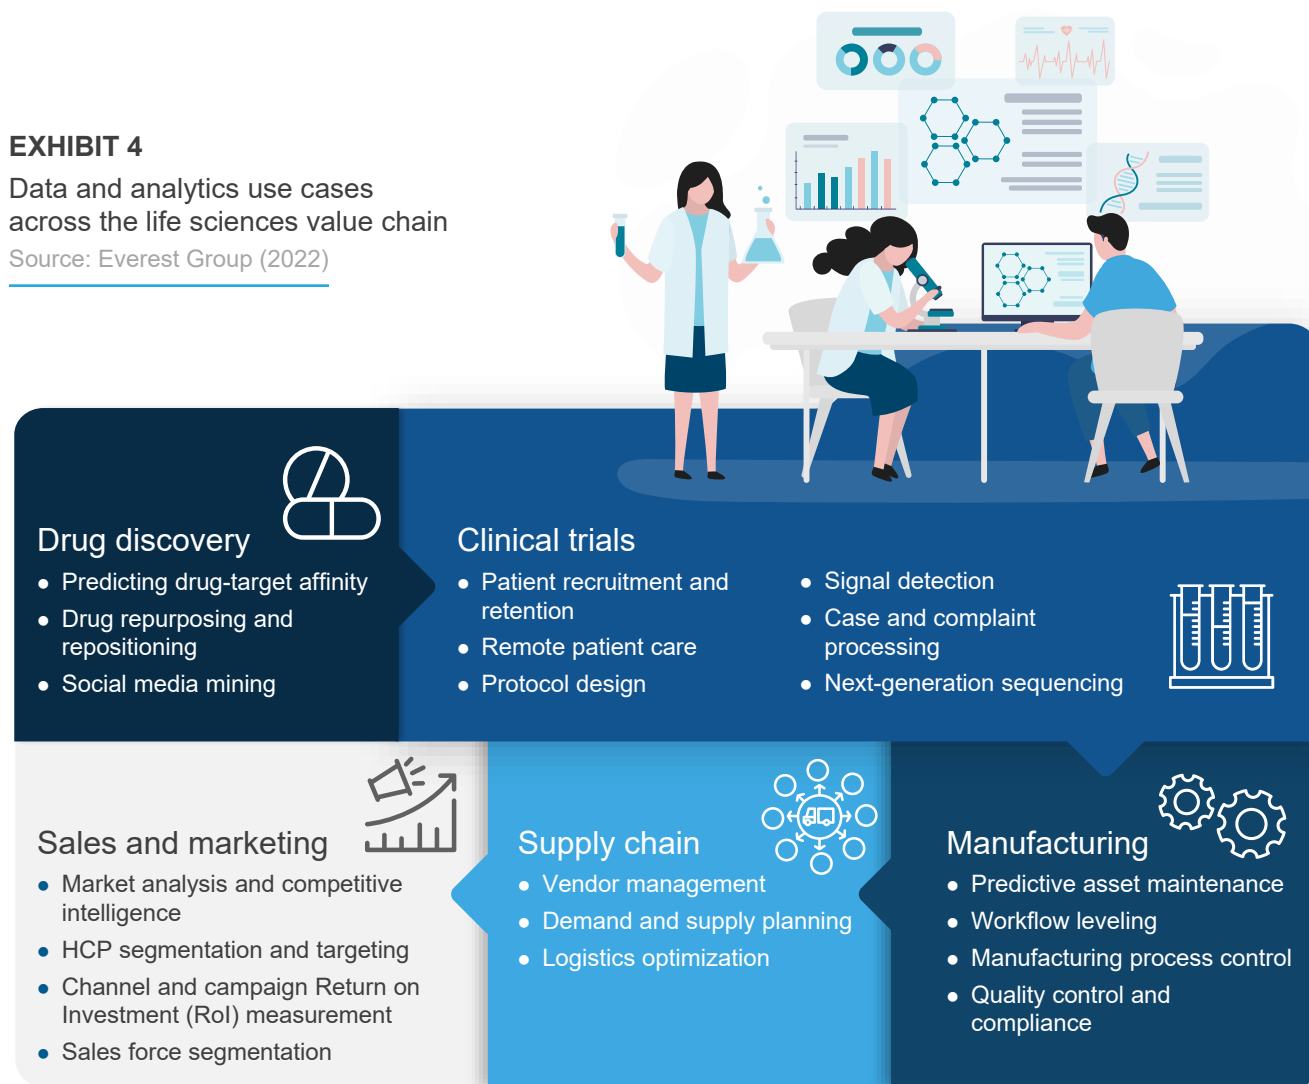 EXHIBIT 4
Data and analytics use cases
across the life sciences value chain
Source: Everest Group (2022)
Drug discovery
● Predicting drug-target affinity
● Drug repurposing and
repositioning
● Social media mining
Clinical trials
● Patient recruitment and
retention
● Remote patient care
● Protocol design
● Signal detection
● Case and complaint
processing
● Next-generation sequencing
Sales and marketing
● Market analysis and competitive
intelligence
● HCP segmentation and targeting
● Channel and campaign Return on
Investment (RoI) measurement
● Sales force segmentation
Supply chain
● Vendor management
● Demand and supply planning
● Logistics optimization
Manufacturing
● Predictive asset maintenance
● Workflow leveling
● Manufacturing process control
● Quality control and
compliance